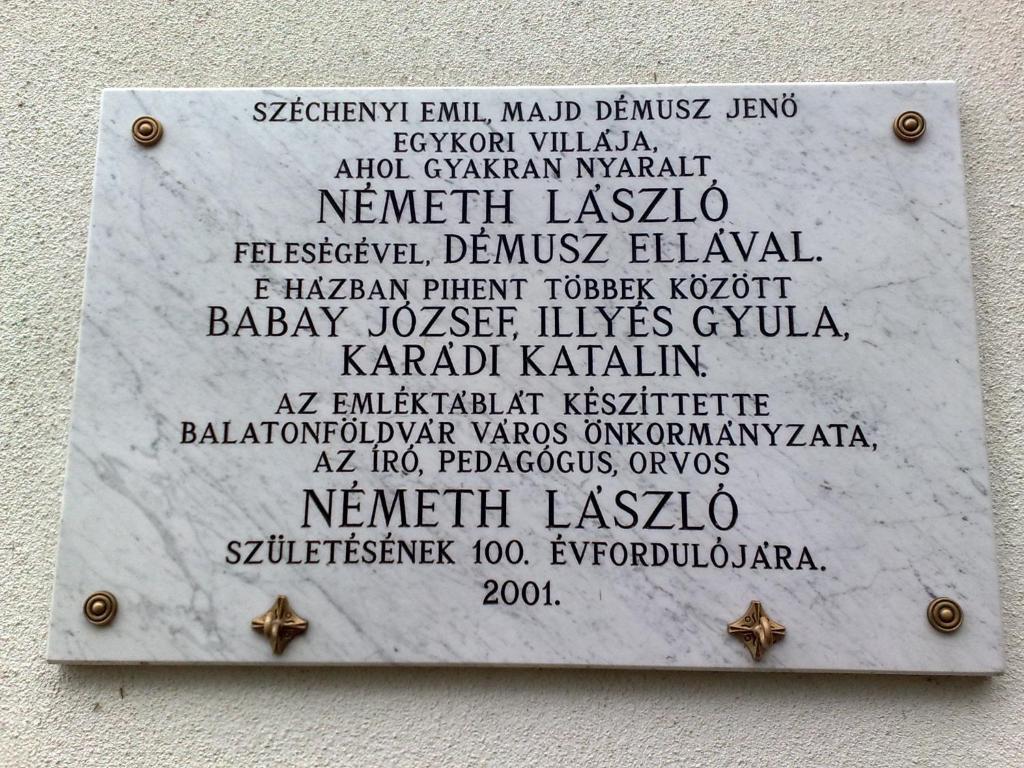 SZÉCHENYI EMIL, MAJD DÉMUSZ JENŐ
EGYKORI VILLÁJA,
AHOL GYAKRAN NYARALT
NÉMETH LÁSZLÓ
FELESÉGÉVEL, DÉMUSZ ELLÁVAL.
E HÁZBAN PIHENT TÖBBEK KÖZÖTT
BABAY JÓZSEF, ILLYÉS GYULA,
KARÁDI KATALIN.
AZ EMLÉKTÁBLÁT KÉSZÍTTETTE
BALATONFÖLDVÁR VÁROS ÖNKORMÁNYZATA,
AZ ÍRÓ, PEDAGÓGUS, ORVOS
NÉMETH LÁSZLÓ
SZÜLETÉSÉNEK 100. ÉVFORDULÓJÁRA.
2001.